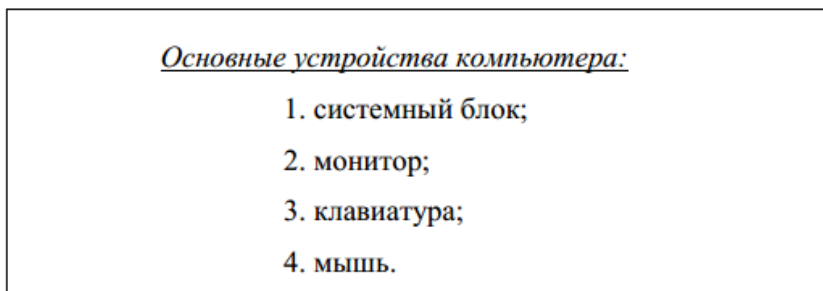 Основные устройства компьютера:
1. системный блок;
2. монитор;
3. клавиатура;
4. мышь.